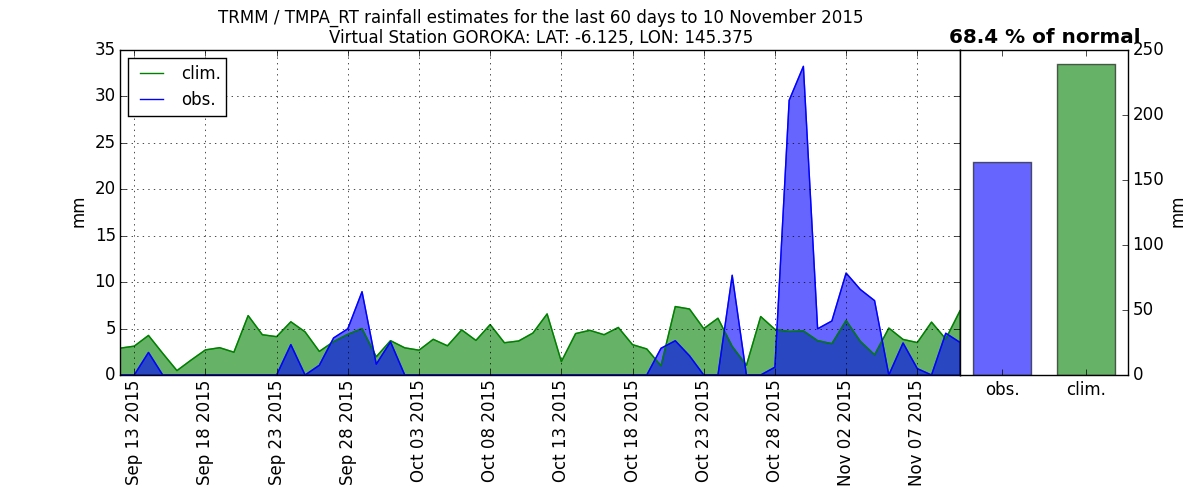 TRMM / TMPA_RT rainfall estimates for the last 60 days to 10 November 2015
Virtual Station GOROKA: LAT: -6.125, LON: 145.375
68.4 % of normal
clim.
obs.
35
30
25
20
15
10
5
0
mm
Sep 13 2015
Sep 18 2015
Sep 23 2015
Sep 28 2015
Oct 03 2015
Oct 08 2015
Oct 13 2015
Oct 18 2015
Oct 23 2015
Oct 28 2015
Nov 02 2015
Nov 07 2015
250
200
150
100
50
0
mm
obs.
clim.